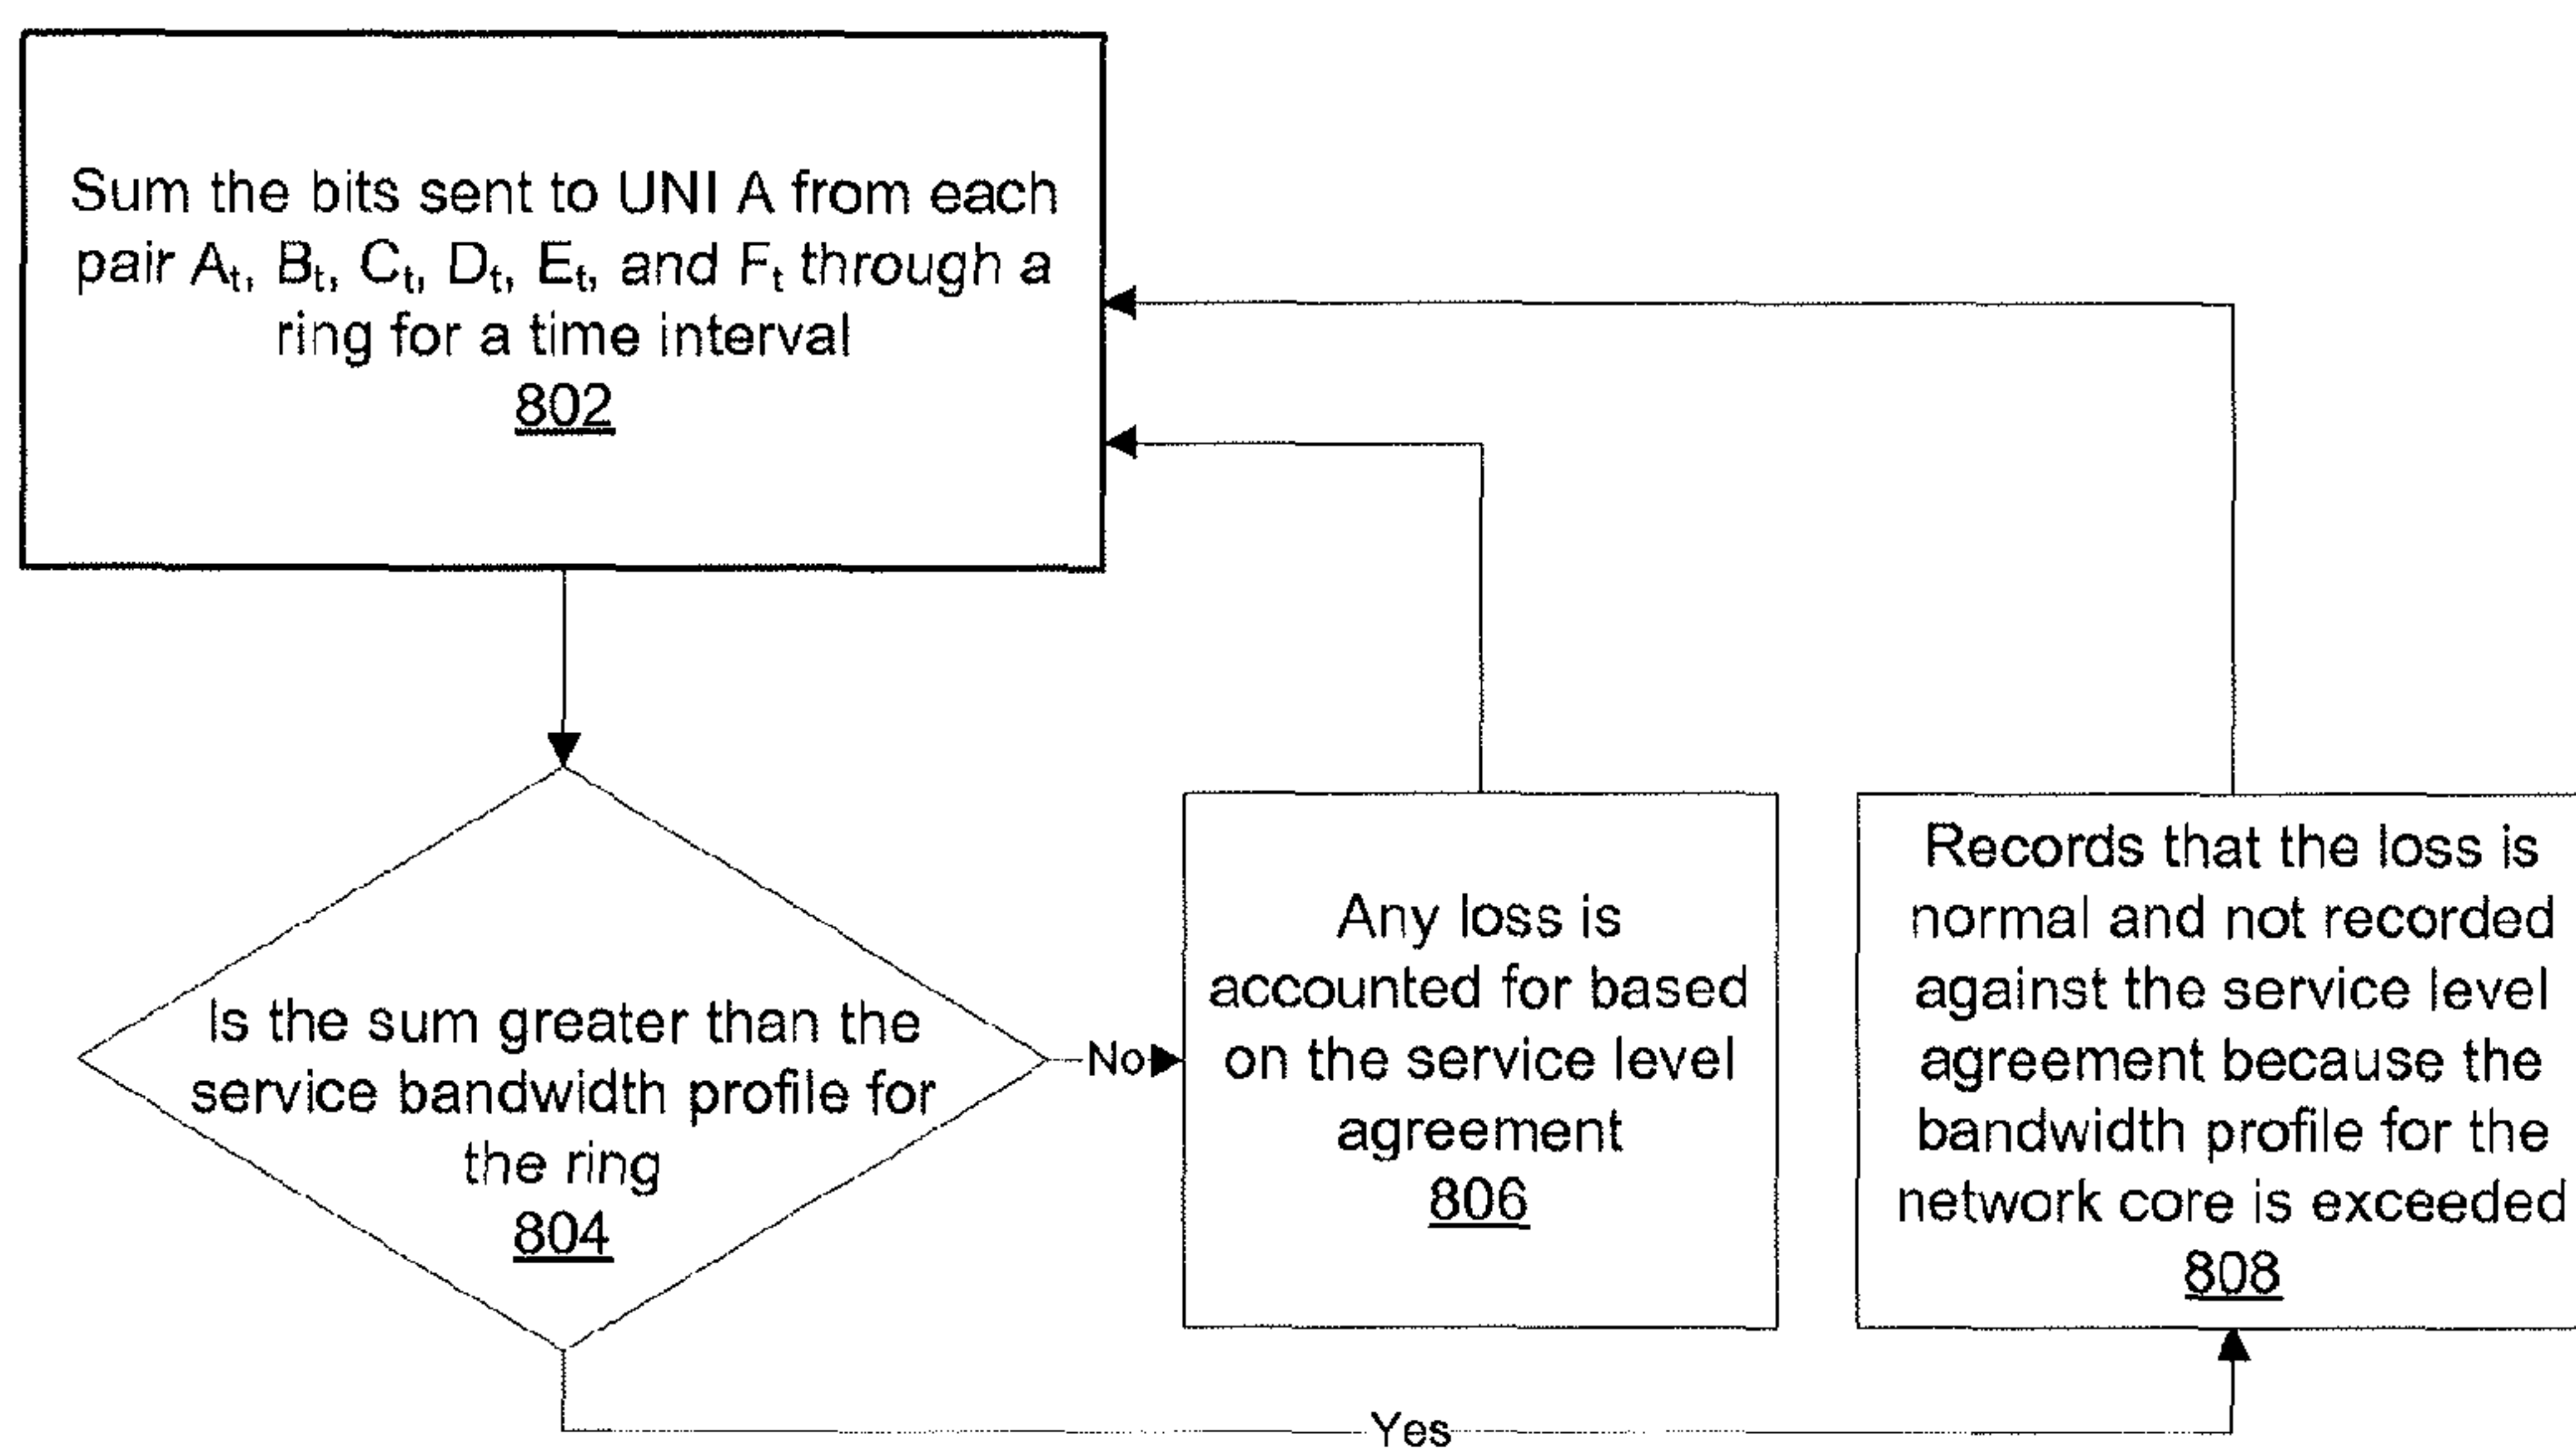 Sum the bits sent to UNI A from each
pair Aₜ, Bₜ, Cₜ, Dₜ, Eₜ, and Fₜ through a
ring for a time interval
802
Is the sum greater than the
service bandwidth profile for
the ring
804
No
Any loss is
accounted for based
on the service level
agreement
806
Records that the loss is
normal and not recorded
against the service level
agreement because the
bandwidth profile for the
network core is exceeded
808
Yes